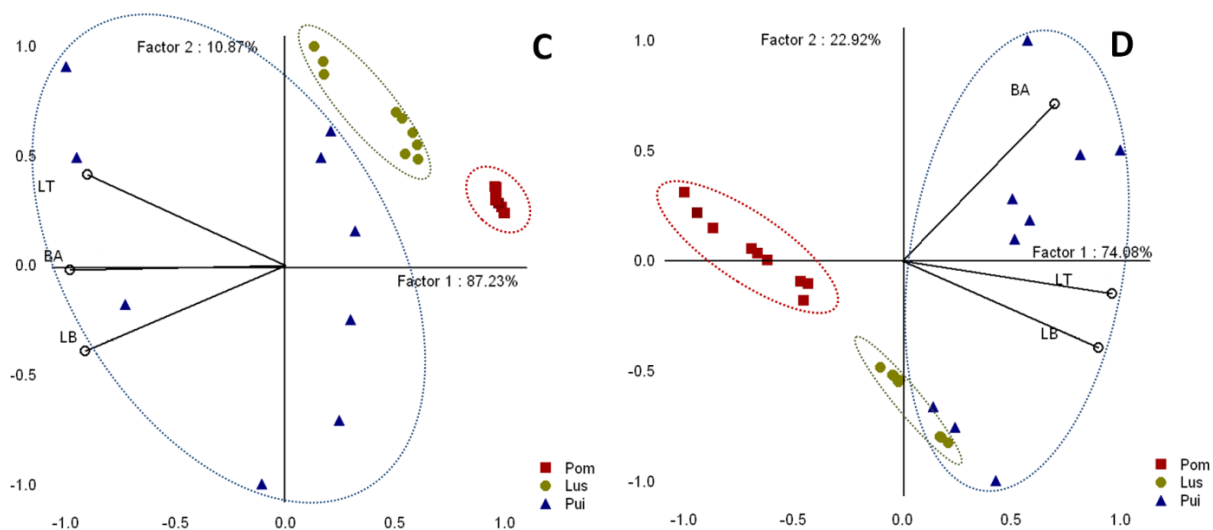 C
Factor 2 : 10.87%
1.0
0.5
0.0
-0.5
-1.0
LT
BA
LB
Factor 1 : 87.23%
Pom
Lus
Pui
-1.0 -0.5 0.0 0.5 1.0
D
Factor 2 : 22.92%
1.0
0.5
0.0
-0.5
-1.0
BA
Factor 1 : 74.08%
LT
LB
Pom
Lus
Pui
-1.0 -0.5 0.0 0.5 1.0